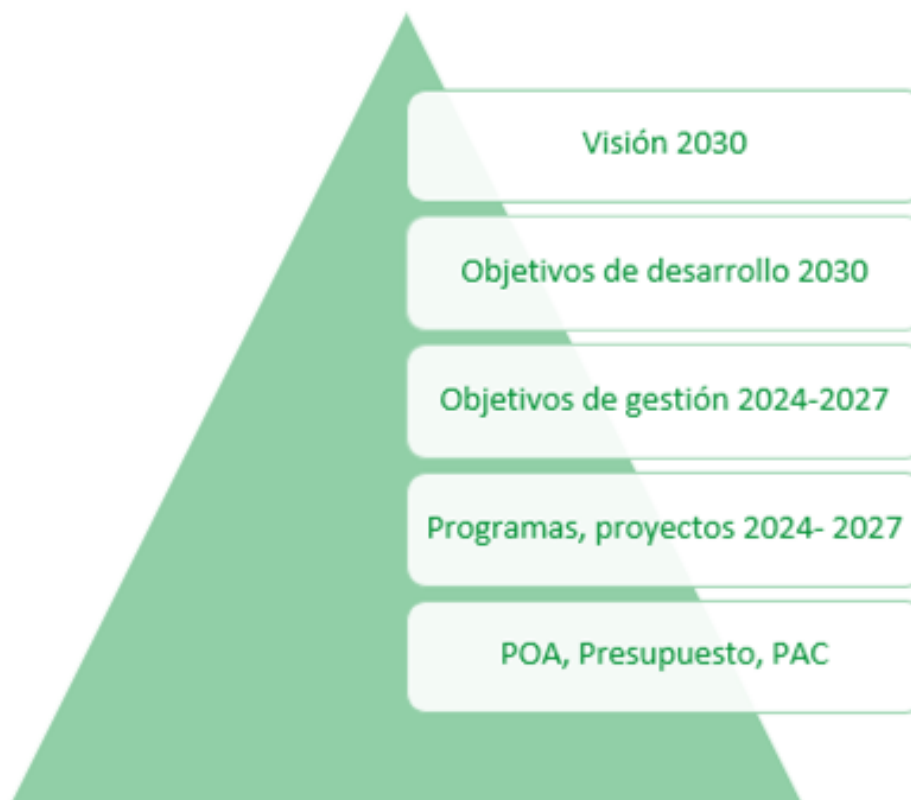 Visión 2030
Objetivos de desarrollo 2030
Objetivos de gestión 2024-2027
Programas, proyectos 2024- 2027
POA, Presupuesto, PAC